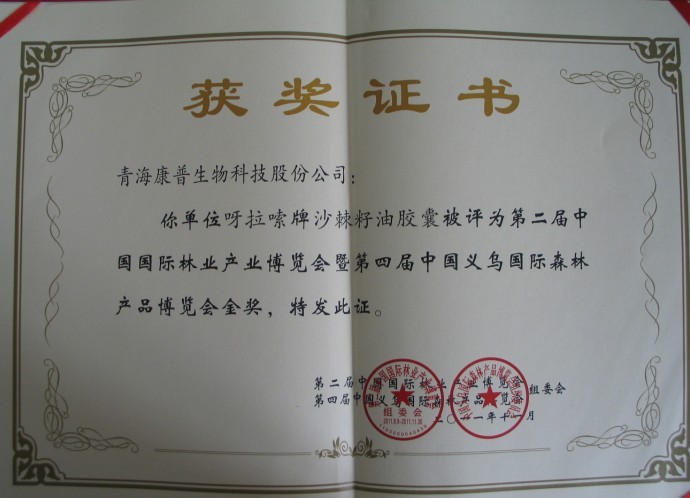 获奖证书
青海康普生物科技股份公司：
你单位呀拉嗦牌沙棘籽油胶囊被评为第二届中
国国际林业产业博览会暨第四届中国义乌国际森林
产品博览会金奖，特发此证。
第二届中国国际林业产业博览会
第四届中国义乌国际森林产品博览会
组委会
二〇一一年十一月
组委会